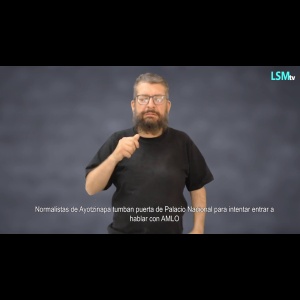 LSMtv
Normalistas de Ayotzinapa tumban puerta de Palacio Nacional para intentar entrar a
hablar con AMLO